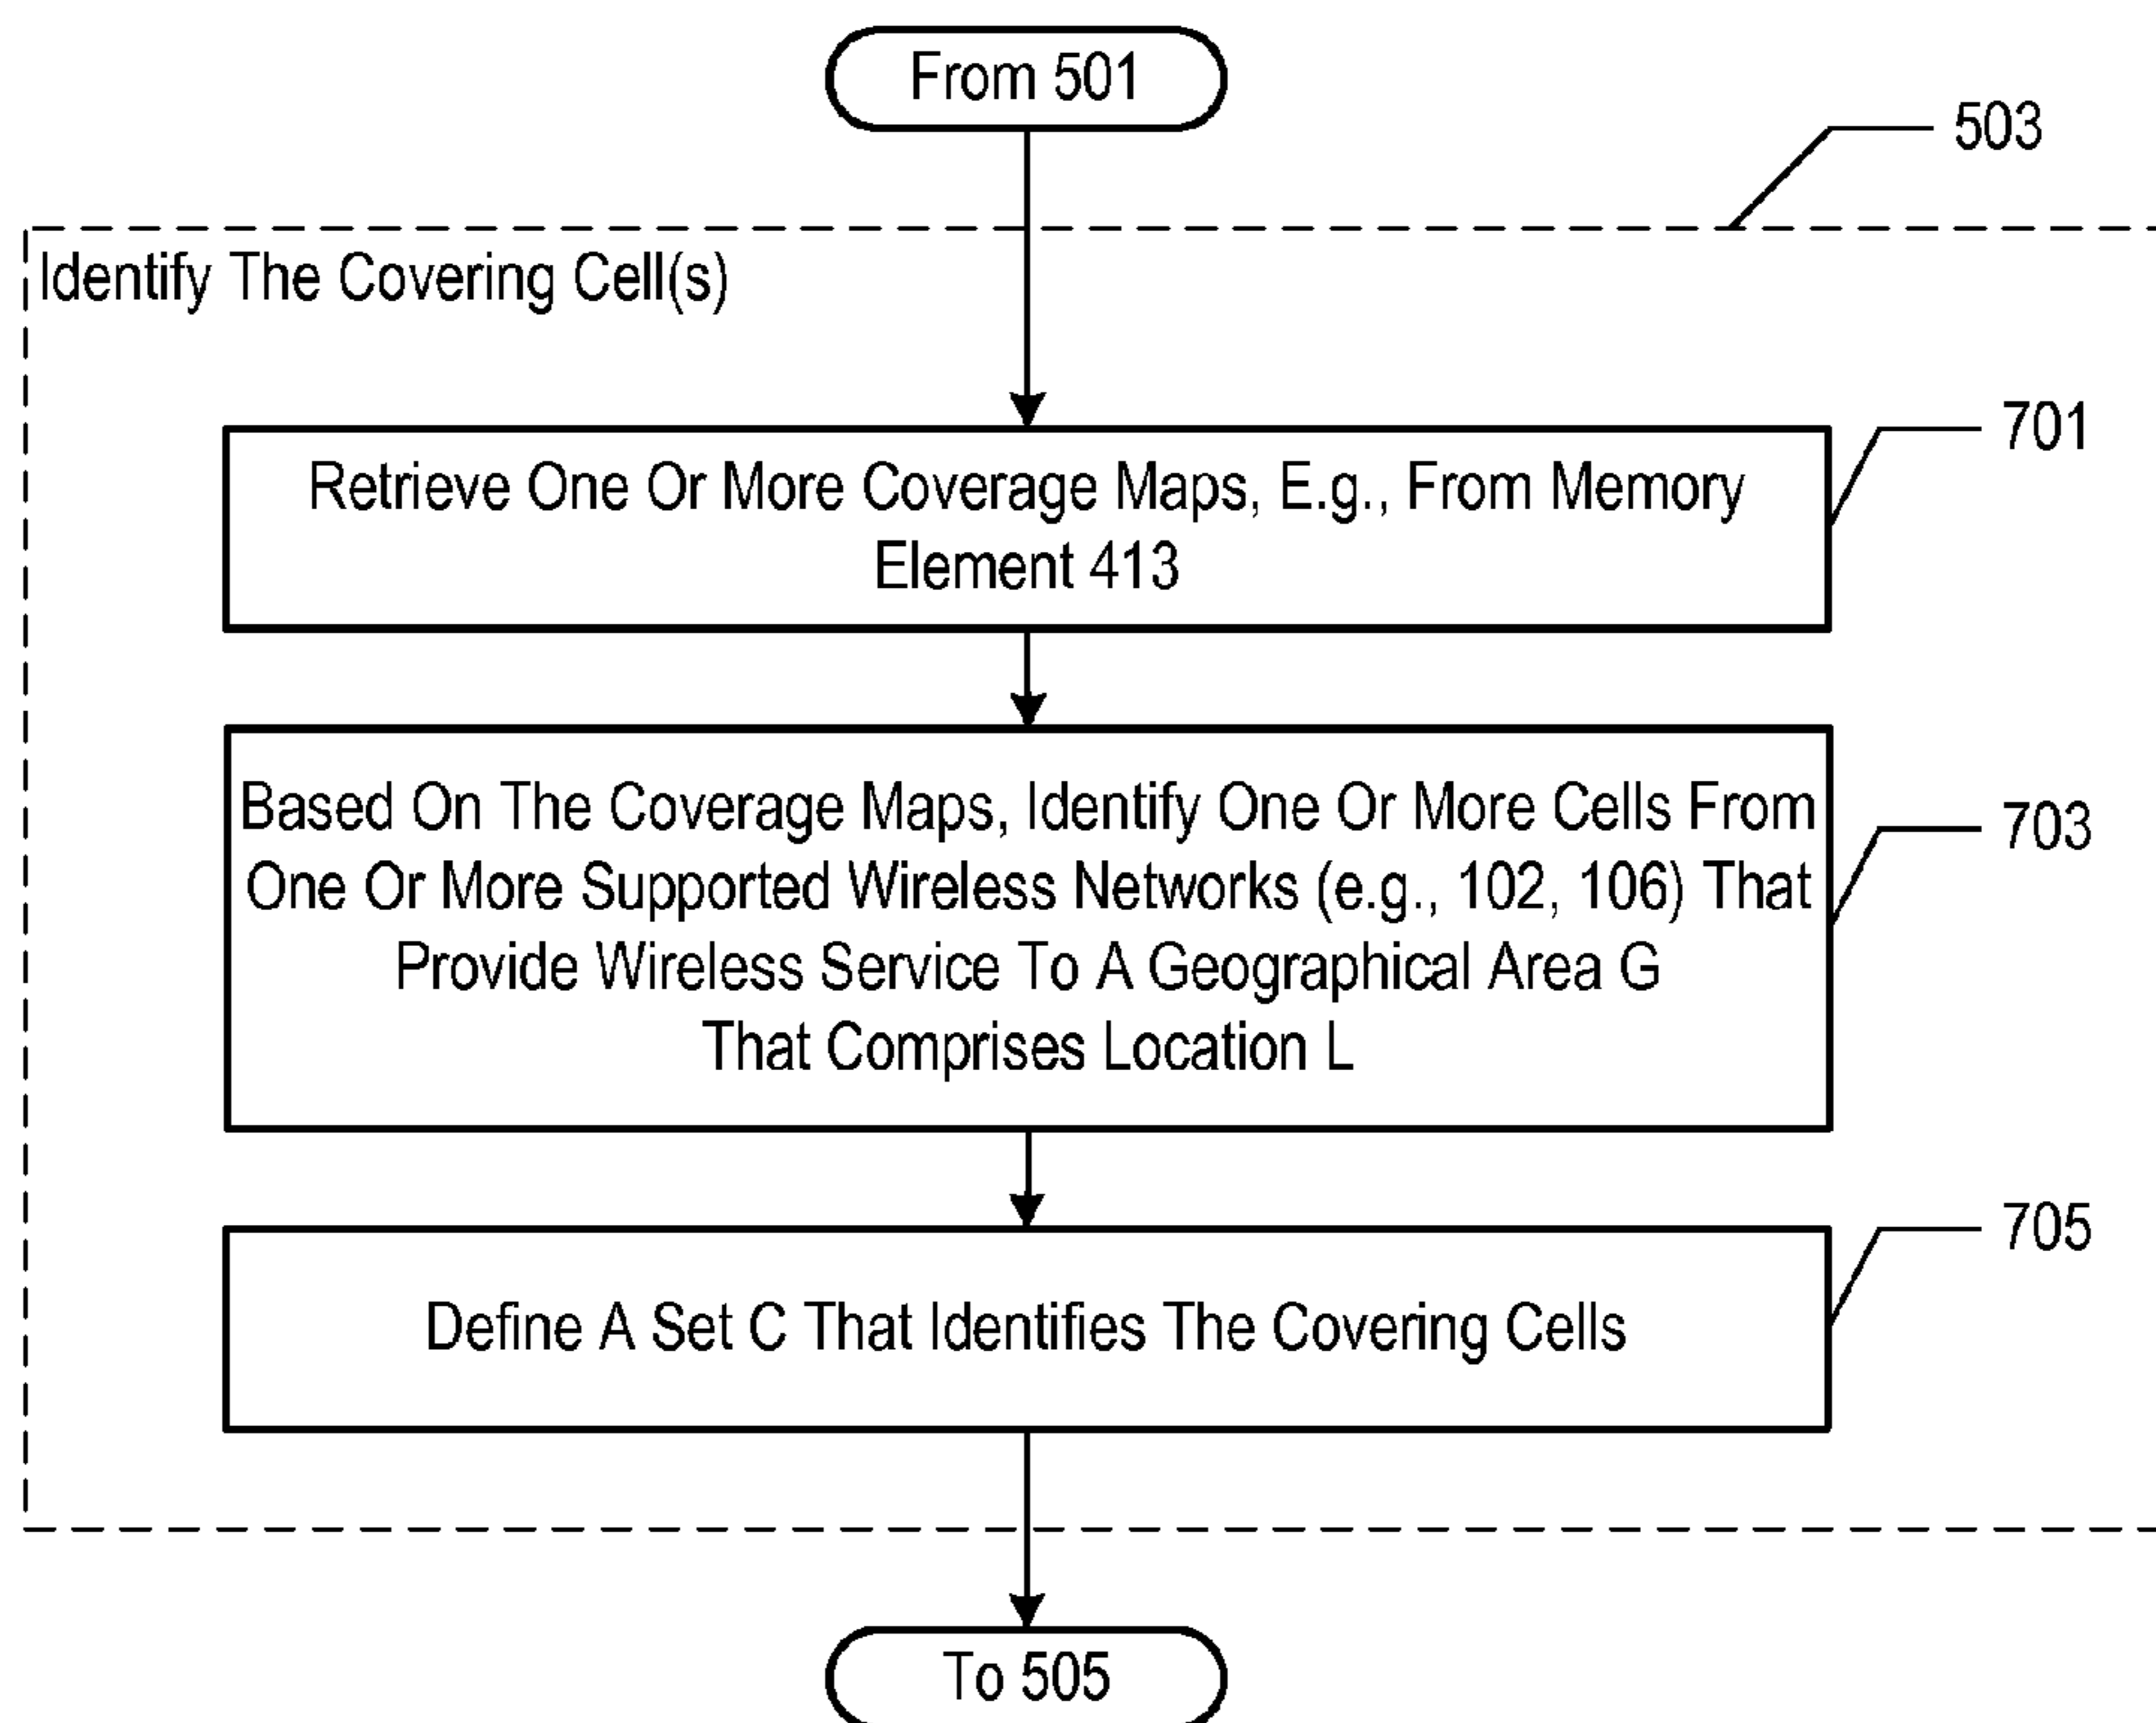 From 501
503
Identify The Covering Cell(s)
701
Retrieve One Or More Coverage Maps, E.g., From Memory
Element 413
Based On The Coverage Maps, Identify One Or More Cells From
One Or More Supported Wireless Networks (e.g., 102, 106) That
Provide Wireless Service To A Geographical Area G
That Comprises Location L
703
705
Define A Set C That Identifies The Covering Cells
To 505